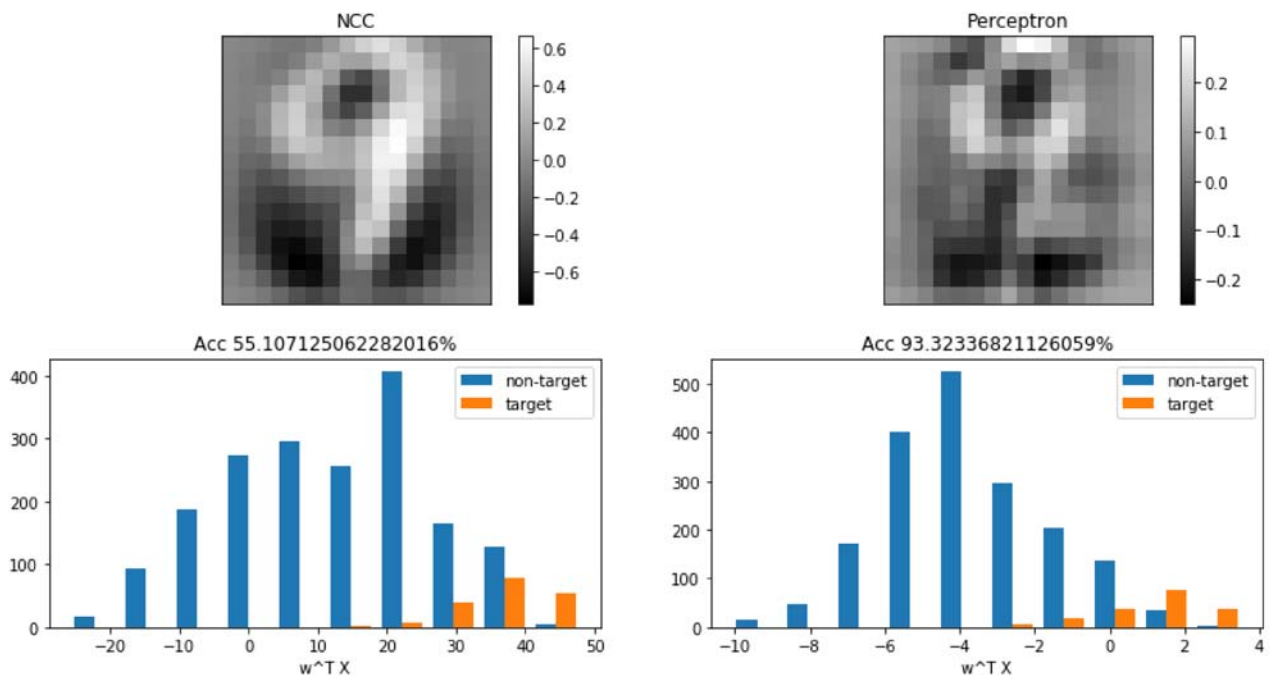 NCC
0.6
0.4
0.2
0.0
−0.2
−0.4
−0.6
Perceptron
0.2
0.1
0.0
−0.1
−0.2
Acc 55.107125062282016%
400
300
200
100
0
non-target
target
−20 −10 0 10 20 30 40 50
w^T X
Acc 93.32336821126059%
500
400
300
200
100
0
non-target
target
−10 −8 −6 −4 −2 0 2 4
w^T X